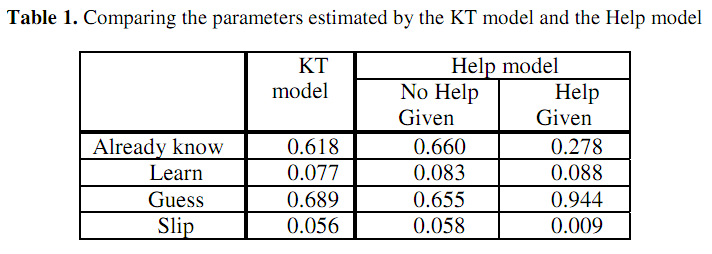 Table 1. Comparing the parameters estimated by the KT model and the Help model
KT model Help model
No Help Given Help Given
Already know 0.618 0.660 0.278
Learn 0.077 0.083 0.088
Guess 0.689 0.655 0.944
Slip 0.056 0.058 0.009